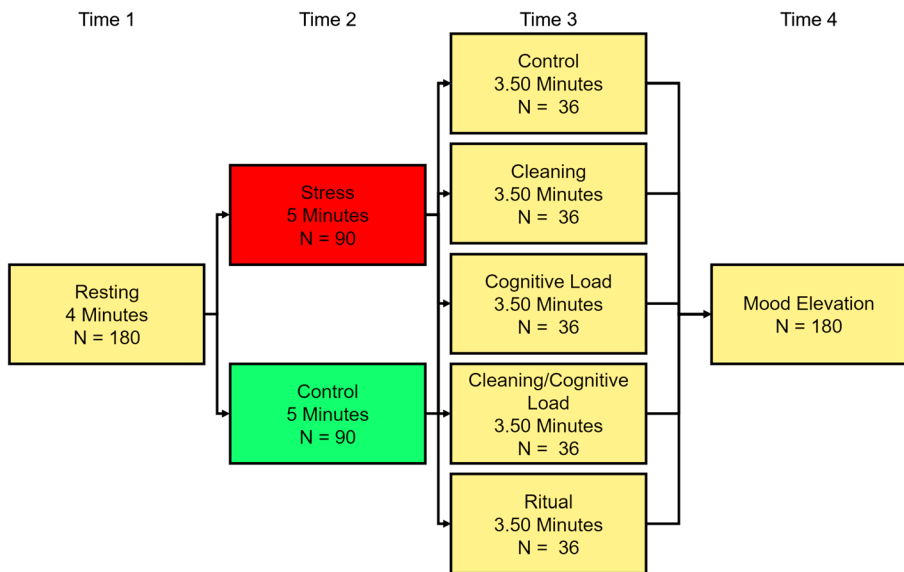 Time 1
Time 2
Time 3
Time 4
Resting
4 Minutes
N = 180
Stress
5 Minutes
N = 90
Control
5 Minutes
N = 90
Control
3.50 Minutes
N =  36
Cleaning
3.50 Minutes
N =  36
Cognitive Load
3.50 Minutes
N =  36
Cleaning/Cognitive
Load
3.50 Minutes
N =  36
Ritual
3.50 Minutes
N =  36
Mood Elevation
N = 180